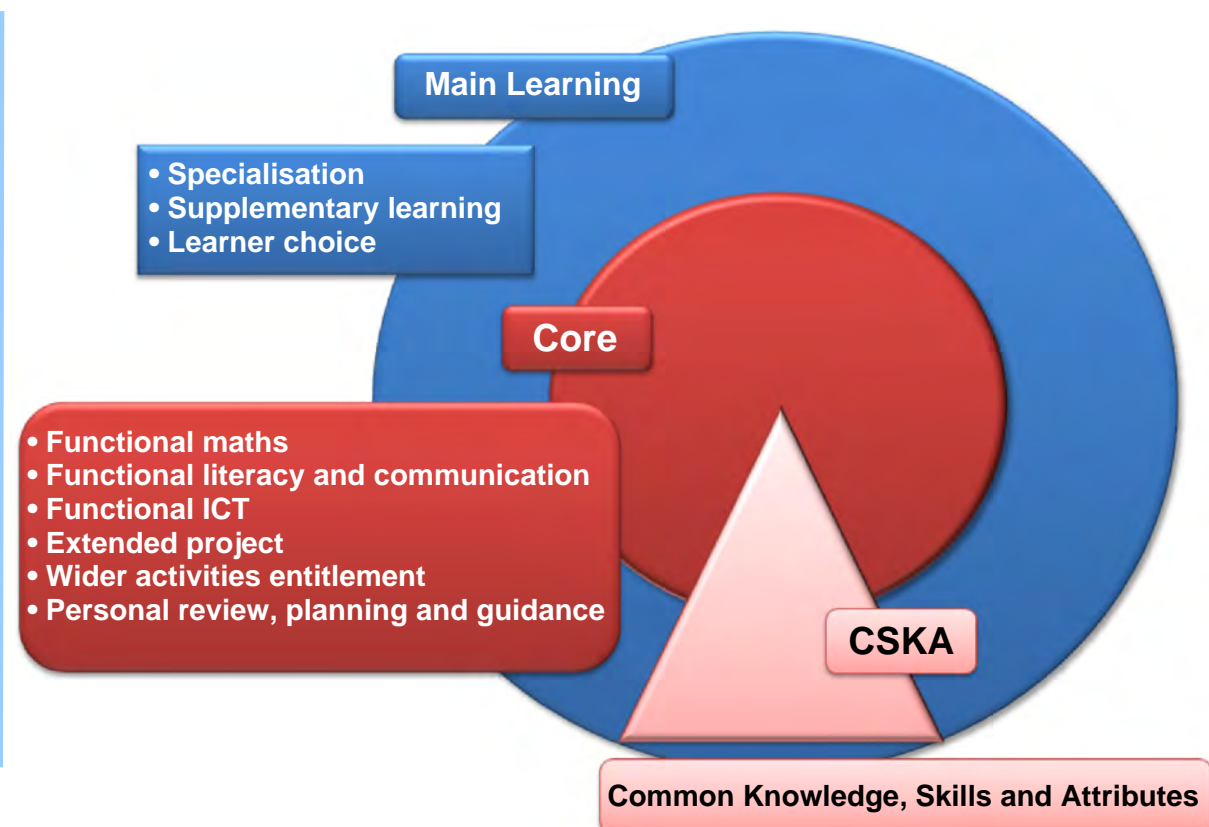 Main Learning
• Specialisation
• Supplementary learning
• Learner choice
Core
• Functional maths
• Functional literacy and communication
• Functional ICT
• Extended project
• Wider activities entitlement
• Personal review, planning and guidance
CSKA
Common Knowledge, Skills and Attributes